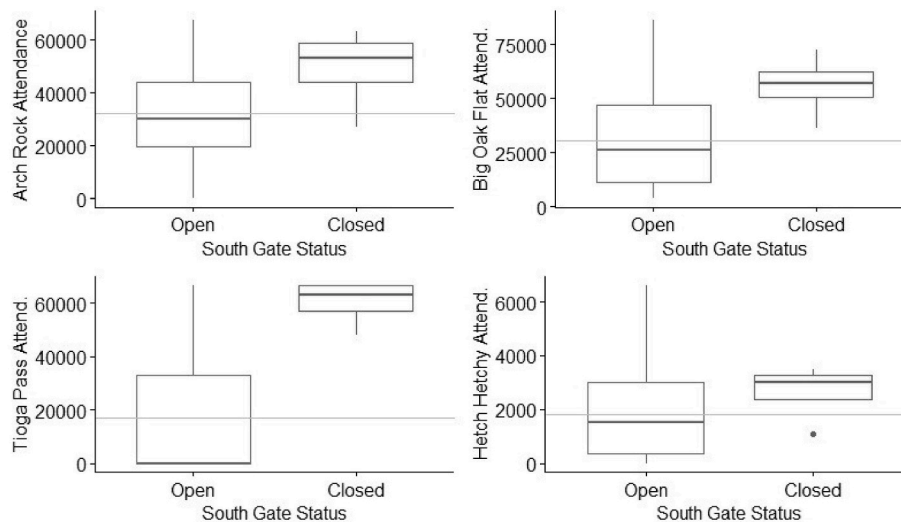 Arch Rock Attendance
60000
40000
20000
0
Open
Closed
South Gate Status
Big Oak Flat Attend.
75000
50000
25000
0
Open
Closed
South Gate Status
Tioga Pass Attend.
60000
40000
20000
0
Open
Closed
South Gate Status
Hetch Hetchy Attend.
6000
4000
2000
0
Open
Closed
South Gate Status